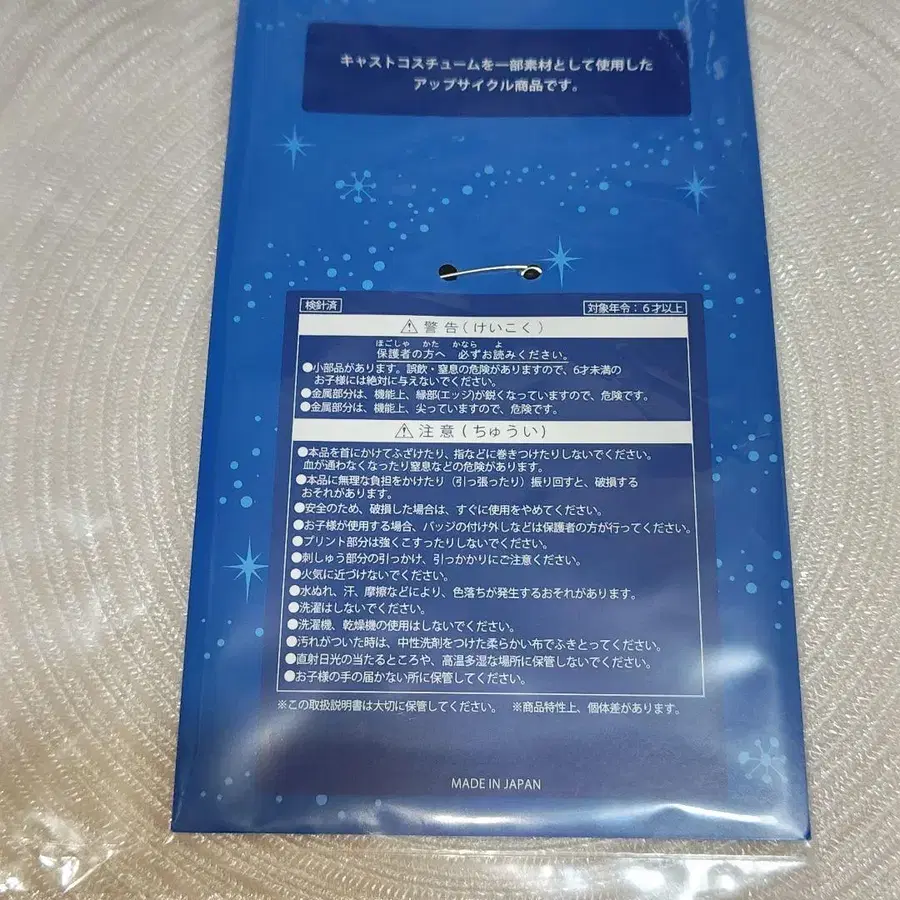 キャストコスチュームを一部素材として使用した
アップサイクル商品です。
検針済
対象年令：6才以上
⚠警告(けいこく)
ほごしゃ かた かなら よ
保護者の方へ 必ずお読みください。
●小部品があります。誤飲・窒息の危険がありますので、6才未満の
お子様には絶対に与えないでください。
●金属部分は、機能上、縁部(エッジ)が鋭くなっていますので、危険です。
●金属部分は、機能上、尖っていますので、危険です。
⚠注意(ちゅうい)
●本品を首にかけてふざけたり、指などに巻きつけたりしないでください。
血が通わなくなったり窒息などの危険があります。
●本品に無理な負担をかけたり（引っ張ったり）振り回すと、破損する
おそれがあります。
●安全のため、破損した場合は、すぐに使用をやめてください。
●お子様が使用する場合、バッジの付け外しなどは保護者の方が行ってください。
●プリント部分は強くこすったりしないでください。
●刺しゅう部分の引っかけ、引っかかりにご注意ください。
●火気に近づけないでください。
●水ぬれ、汗、摩擦などにより、色落ちが発生するおそれがあります。
●洗濯はしないでください。
●洗濯機、乾燥機の使用はしないでください。
●汚れがついた時は、中性洗剤をつけた柔らかい布でふきとってください。
●直射日光の当たるところや、高温多湿な場所に保管しないでください。
●お子様の手の届かない所に保管してください。
※この取扱説明書は大切に保管してください。 ※商品特性上、個体差があります。
MADE IN JAPAN